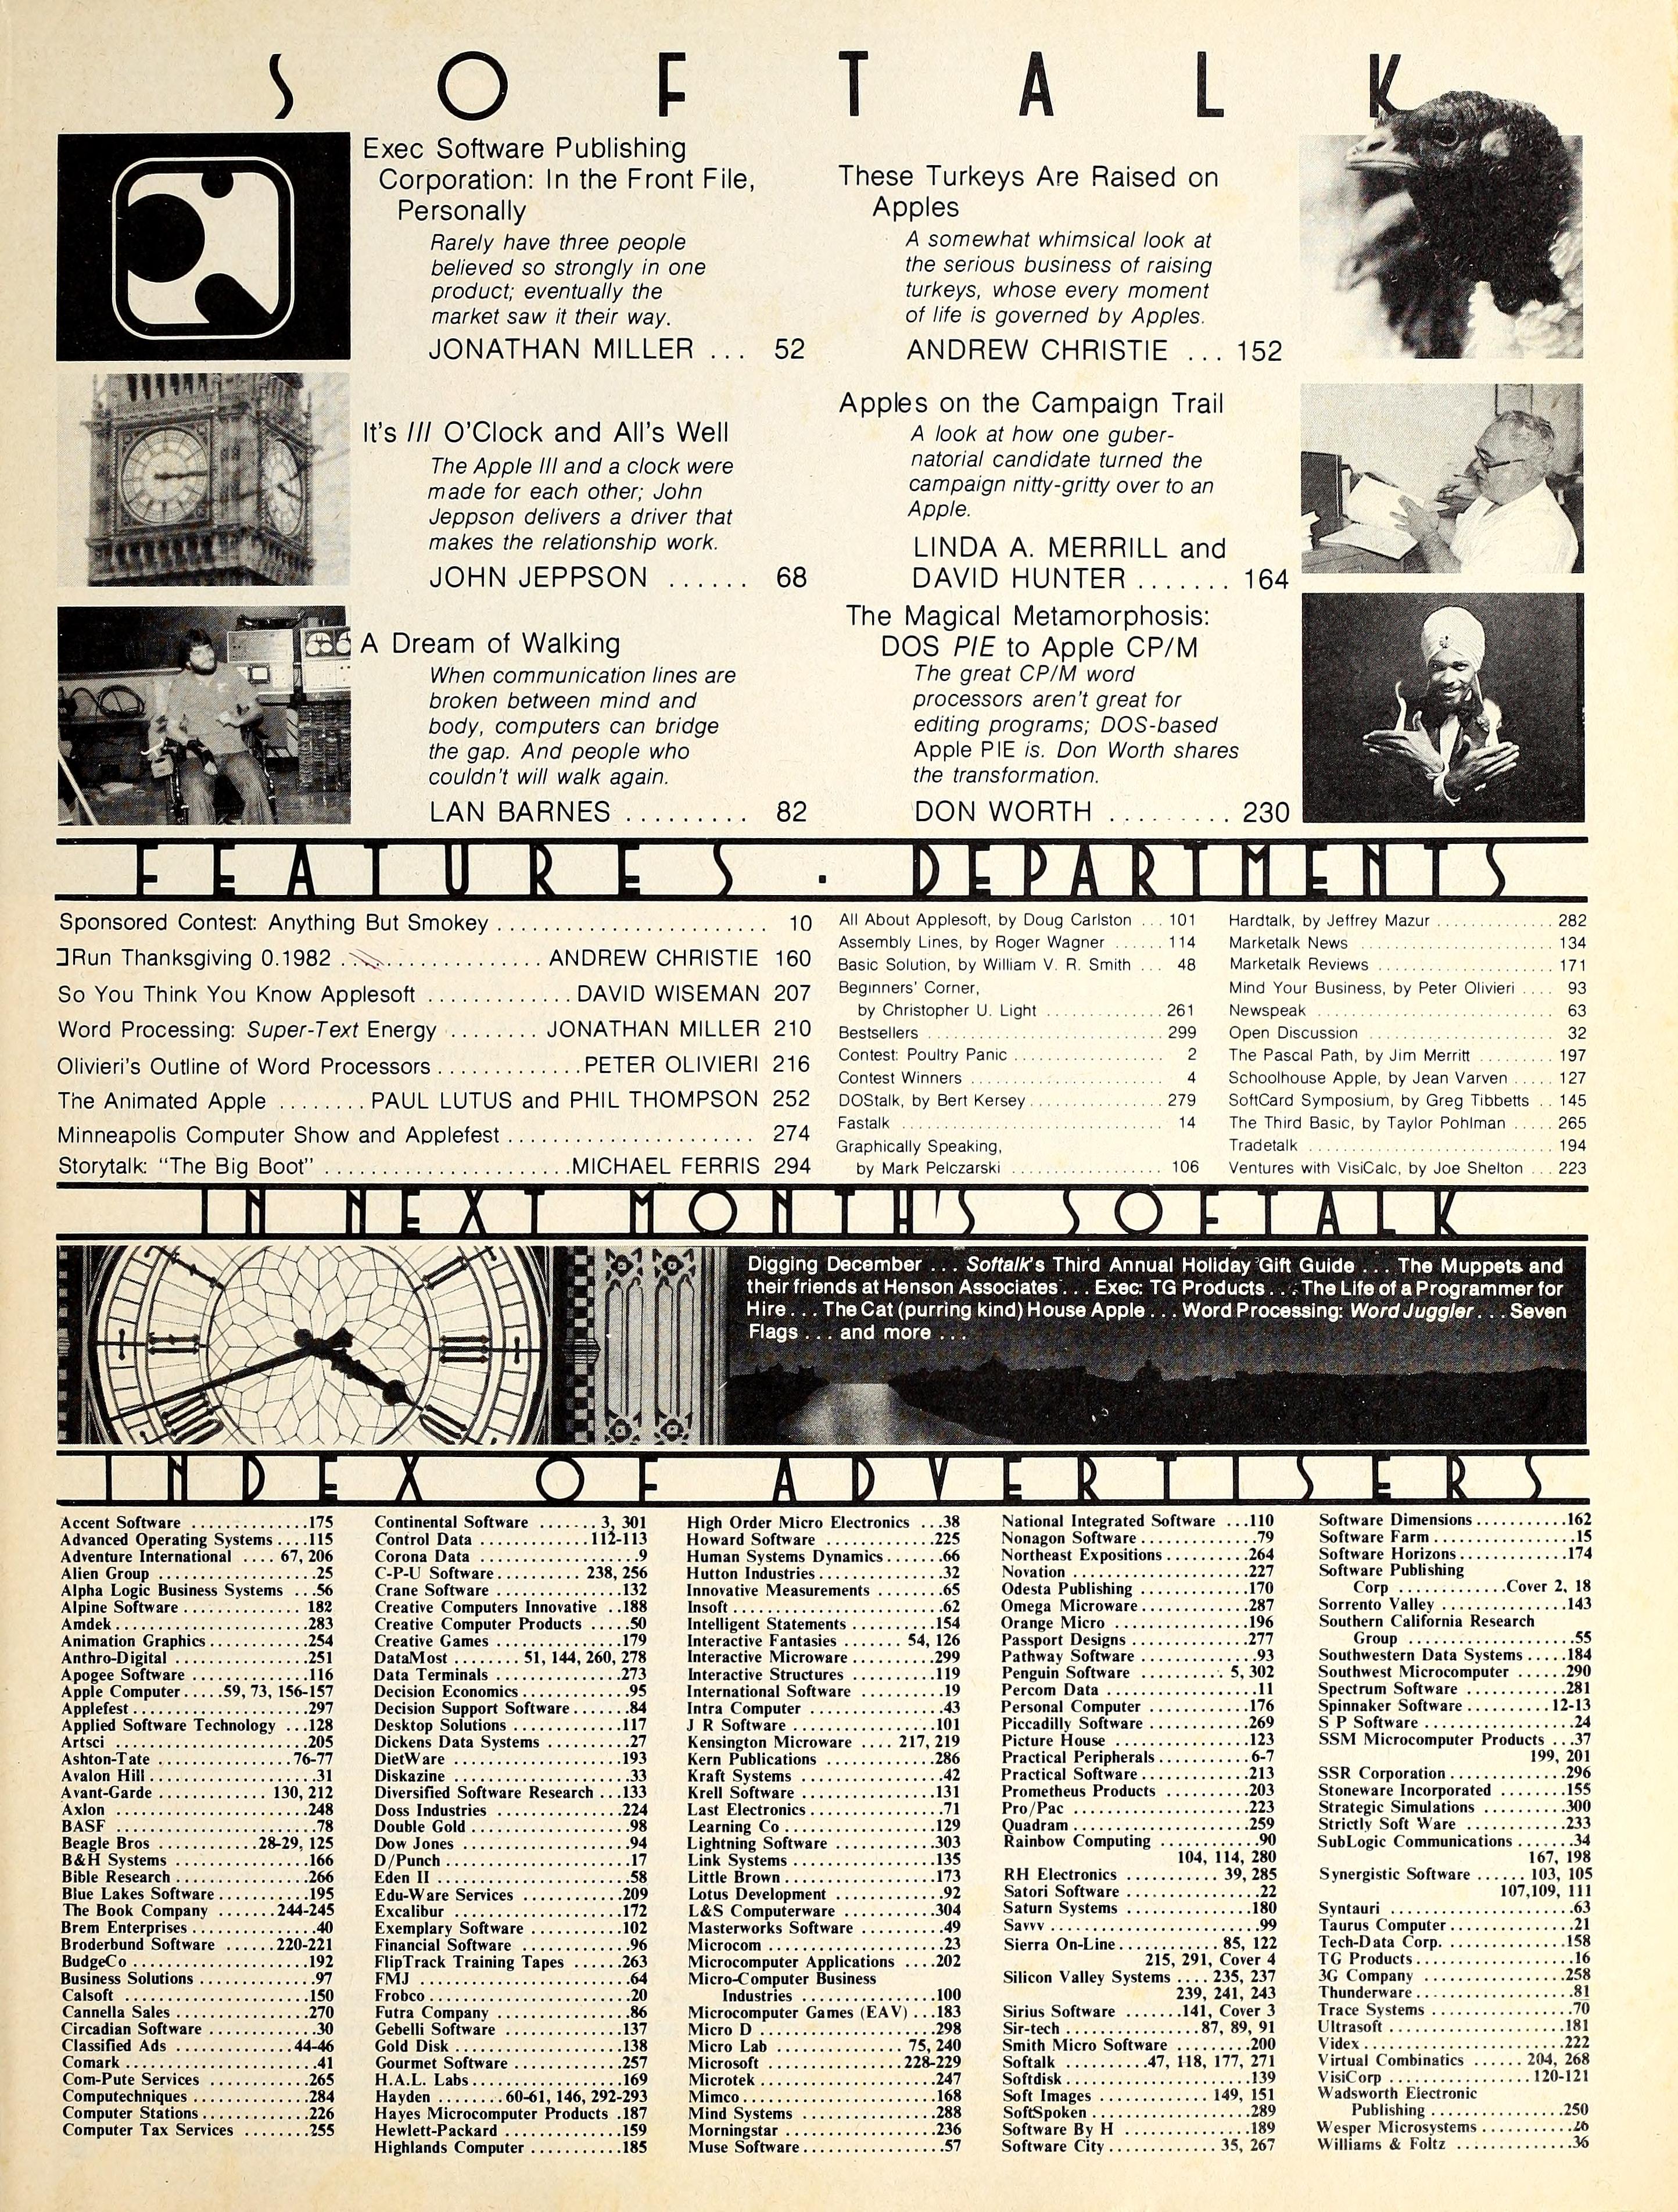 SOFTALK
Exec Software Publishing
Corporation: In the Front File,
Personally
Rarely have three people
believed so strongly in one
product; eventually the
market saw it their way.
JONATHAN MILLER ... 52
It's III O'Clock and All's Well
The Apple III and a clock were
made for each other; John
Jeppson delivers a driver that
makes the relationship work.
JOHN JEPPSON ...... 68
A Dream of Walking
When communication lines are
broken between mind and
body, computers can bridge
the gap. And people who
couldn't will walk again.
LAN BARNES ......... 82
These Turkeys Are Raised on
Apples
A somewhat whimsical look at
the serious business of raising
turkeys, whose every moment
of life is governed by Apples.
ANDREW CHRISTIE ... 152
Apples on the Campaign Trail
A look at how one guber-
natorial candidate turned the
campaign nitty-gritty over to an
Apple.
LINDA A. MERRILL and
DAVID HUNTER ....... 164
The Magical Metamorphosis:
DOS PIE to Apple CP/M
The great CP/M word
processors aren't great for
editing programs; DOS-based
Apple PIE is. Don Worth shares
the transformation.
DON WORTH ......... 230
FEATURES · DEPARTMENTS
Sponsored Contest: Anything But Smokey ......................... 10
]Run Thanksgiving 0.1982 ................... ANDREW CHRISTIE 160
So You Think You Know Applesoft ............. DAVID WISEMAN 207
Word Processing: Super-Text Energy ........ JONATHAN MILLER 210
Olivieri's Outline of Word Processors ............. PETER OLIVIERI 216
The Animated Apple ........ PAUL LUTUS and PHIL THOMPSON 252
Minneapolis Computer Show and Applefest ....................... 274
Storytalk: "The Big Boot" ....................... MICHAEL FERRIS 294
All About Applesoft, by Doug Carlston ... 101
Assembly Lines, by Roger Wagner ...... 114
Basic Solution, by William V. R. Smith ... 48
Beginners' Corner,
by Christopher U. Light .............. 261
Bestsellers ............................ 299
Contest: Poultry Panic .................. 2
Contest Winners ....................... 4
DOStalk, by Bert Kersey ................ 279
Fastalk ............................... 14
Graphically Speaking,
by Mark Pelczarski .................. 106
Hardtalk, by Jeffrey Mazur .............. 282
Marketalk News ....................... 134
Marketalk Reviews ..................... 171
Mind Your Business, by Peter Olivieri .... 93
Newspeak ............................ 63
Open Discussion ...................... 32
The Pascal Path, by Jim Merritt ......... 197
Schoolhouse Apple, by Jean Varven ..... 127
SoftCard Symposium, by Greg Tibbetts .. 145
The Third Basic, by Taylor Pohlman ..... 265
Tradetalk ............................. 194
Ventures with VisiCalc, by Joe Shelton ... 223
IN NEXT MONTH'S SOFTALK
Digging December ... Softalk's Third Annual Holiday Gift Guide ... The Muppets and
their friends at Henson Associates ... Exec: TG Products ... The Life of a Programmer for
Hire ... The Cat (purring kind) House Apple ... Word Processing: Word Juggler ... Seven
Flags ... and more ...
INDEX OF ADVERTISERS
Accent Software ..............175
Advanced Operating Systems ....115
Adventure International .... 67, 206
Alien Group ....................25
Alpha Logic Business Systems ...56
Alpine Software ............... 182
Amdek .......................283
Animation Graphics ............254
Anthro-Digital .................251
Apogee Software ..............116
Apple Computer .....59, 73, 156-157
Applefest .....................297
Applied Software Technology ...128
Artsci ........................205
Ashton-Tate ................76-77
Avalon Hill ....................31
Avant-Garde ............. 130, 212
Axlon .......................248
BASF ..........................78
Beagle Bros ............28-29, 125
B&H Systems .................166
Bible Research ................266
Blue Lakes Software ...........195
The Book Company .......244-245
Brem Enterprises ...............40
Broderbund Software ......220-221
BudgeCo .....................192
Business Solutions .............97
Calsoft .......................150
Cannella Sales ................270
Circadian Software .............30
Classified Ads ..............44-46
Comark .......................41
Com-Pute Services .............265
Computechniques ..............284
Computer Stations .............226
Computer Tax Services ........255
Continental Software ....... 3, 301
Control Data .............112-113
Corona Data ...................9
C-P-U Software .......... 238, 256
Crane Software ................132
Creative Computers Innovative ..188
Creative Computer Products .....50
Creative Games ...............179
DataMost ........ 51, 144, 260, 278
Data Terminals ................273
Decision Economics .............95
Decision Support Software .......84
Desktop Solutions .............117
Dickens Data Systems ...........27
DietWare ....................193
Diskazine .....................33
Diversified Software Research ...133
Doss Industries ................224
Double Gold ...................98
Dow Jones .....................94
D/Punch ......................17
Eden II .......................58
Edu-Ware Services ............209
Excalibur ....................172
Exemplary Software ...........102
Financial Software .............96
FlipTrack Training Tapes ......263
FMJ .........................64
Frobco .......................20
Futra Company ................86
Gebelli Software ..............137
Gold Disk ....................138
Gourmet Software .............257
H.A.L. Labs ..................169
Hayden ........60-61, 146, 292-293
Hayes Microcomputer Products .187
Hewlett-Packard ..............159
Highlands Computer ...........185
High Order Micro Electronics ...38
Howard Software .............225
Human Systems Dynamics .......66
Hutton Industries ...............32
Innovative Measurements ........65
Insoft .........................62
Intelligent Statements ..........154
Interactive Fantasies ....... 54, 126
Interactive Microware ..........299
Interactive Structures ..........119
International Software ..........19
Intra Computer ................43
J R Software .................101
Kensington Microware .... 217, 219
Kern Publications .............286
Kraft Systems .................42
Krell Software ................131
Last Electronics ................71
Learning Co ..................129
Lightning Software ............303
Link Systems .................135
Little Brown ..................173
Lotus Development ............92
L&S Computerware ...........304
Masterworks Software ..........49
Microcom ....................23
Microcomputer Applications ....202
Micro-Computer Business
Industries ..................100
Microcomputer Games (EAV) ...183
Micro D .....................298
Micro Lab ................75, 240
Microsoft ................228-229
Microtek .....................247
Mimco .......................168
Mind Systems ................288
Morningstar ..................236
Muse Software .................57
National Integrated Software ...110
Nonagon Software ..............79
Northeast Expositions ..........264
Novation .....................227
Odesta Publishing .............170
Omega Microware .............287
Orange Micro ................196
Passport Designs ..............277
Pathway Software ..............93
Penguin Software .......... 5, 302
Percom Data ..................11
Personal Computer ............176
Piccadilly Software ............269
Picture House .................123
Practical Peripherals ...........6-7
Practical Software .............213
Prometheus Products ..........203
Pro/Pac .....................223
Quadram .....................259
Rainbow Computing ............90
104, 114, 280
RH Electronics ........... 39, 285
Satori Software ................22
Saturn Systems ...............180
Savvy ........................99
Sierra On-Line ............ 85, 122
215, 291, Cover 4
Silicon Valley Systems .... 235, 237
239, 241, 243
Sirius Software .......141, Cover 3
Sir-tech ................87, 89, 91
Smith Micro Software ..........200
Softalk ..........47, 118, 177, 271
Softdisk ......................139
Soft Images .............. 149, 151
SoftSpoken ...................289
Software By H ................189
Software City ............. 35, 267
Software Dimensions ...........162
Software Farm .................15
Software Horizons .............174
Software Publishing
Corp .............Cover 2, 18
Sorrento Valley ...............143
Southern California Research
Group .....................55
Southwestern Data Systems .....184
Southwest Microcomputer ......290
Spectrum Software .............281
Spinnaker Software ...........12-13
S P Software ..................24
SSM Microcomputer Products ...37
199, 201
SSR Corporation ..............296
Stoneware Incorporated ........155
Strategic Simulations ..........300
Strictly Soft Ware .............233
SubLogic Communications .......34
167, 198
Synergistic Software ...... 103, 105
107,109, 111
Syntauri ......................63
Taurus Computer ..............21
Tech-Data Corp. ..............158
TG Products ...................16
3G Company .................258
Thunderware ..................81
Trace Systems .................70
Ultrasoft .....................181
Videx .......................222
Virtual Combinatics ...... 204, 268
VisiCorp .................120-121
Wadsworth Electronic
Publishing ..................250
Wesper Microsystems ...........26
Williams & Foltz ...............36